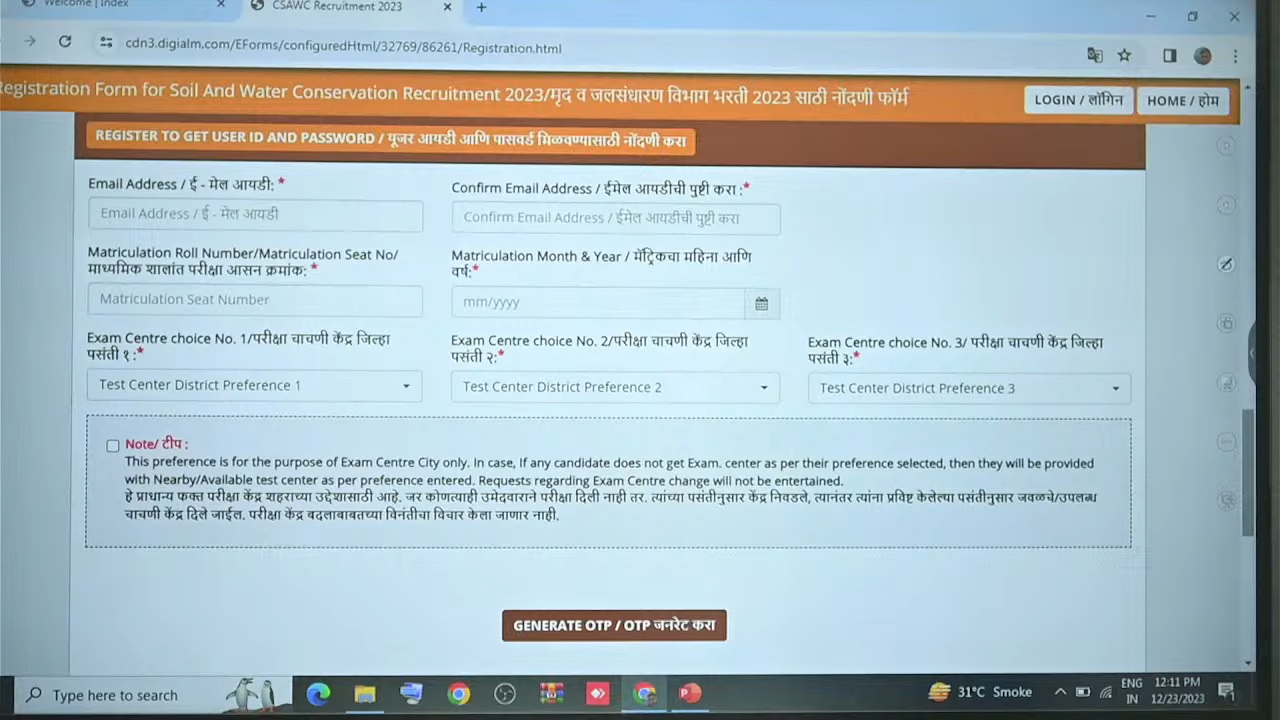 Welcome | Index
CSAWC Recruitment 2023
cdn3.digialm.com/EForms/configuredHtml/32769/86261/Registration.html
Registration Form for Soil And Water Conservation Recruitment 2023/मृद व जलसंधारण विभाग भरती 2023 साठी नोंदणी फॉर्म
LOGIN / लॉगिन
HOME / होम
REGISTER TO GET USER ID AND PASSWORD / यूजर आयडी आणि पासवर्ड मिळवण्यासाठी नोंदणी करा
Email Address / ई - मेल आयडी: *
Confirm Email Address / ईमेल आयडीची पुष्टी करा :*
Email Address / ई - मेल आयडी
Confirm Email Address / ईमेल आयडीची पुष्टी करा
Matriculation Roll Number/Matriculation Seat No/
माध्यमिक शालांत परीक्षा आसन क्रमांक: *
Matriculation Month & Year / मॅट्रिकचा महिना आणि
वर्ष:*
Matriculation Seat Number
mm/yyyy
Exam Centre choice No. 1/परीक्षा चाचणी केंद्र जिल्हा
पसंती १ :*
Exam Centre choice No. 2/परीक्षा चाचणी केंद्र जिल्हा
पसंती २:*
Exam Centre choice No. 3/ परीक्षा चाचणी केंद्र जिल्हा
पसंती ३:*
Test Center District Preference 1
Test Center District Preference 2
Test Center District Preference 3
Note/ टीप :
This preference is for the purpose of Exam Centre City only. In case, If any candidate does not get Exam. center as per their preference selected, then they will be provided
with Nearby/Available test center as per preference entered. Requests regarding Exam Centre change will not be entertained.
हे प्राधान्य फक्त परीक्षा केंद्र शहराच्या उद्देशासाठी आहे. जर कोणत्याही उमेदवाराने परीक्षा दिली नाही तर. त्यांच्या पसंतीनुसार केंद्र निवडले, त्यानंतर त्यांना प्रविष्ट केलेल्या पसंतीनुसार जवळचे/उपलब्ध
चाचणी केंद्र दिले जाईल. परीक्षा केंद्र बदलाबाबतच्या विनंतीचा विचार केला जाणार नाही.
GENERATE OTP / OTP जनरेट करा
Type here to search
31°C Smoke
ENG
IN
12:11 PM
12/23/2023